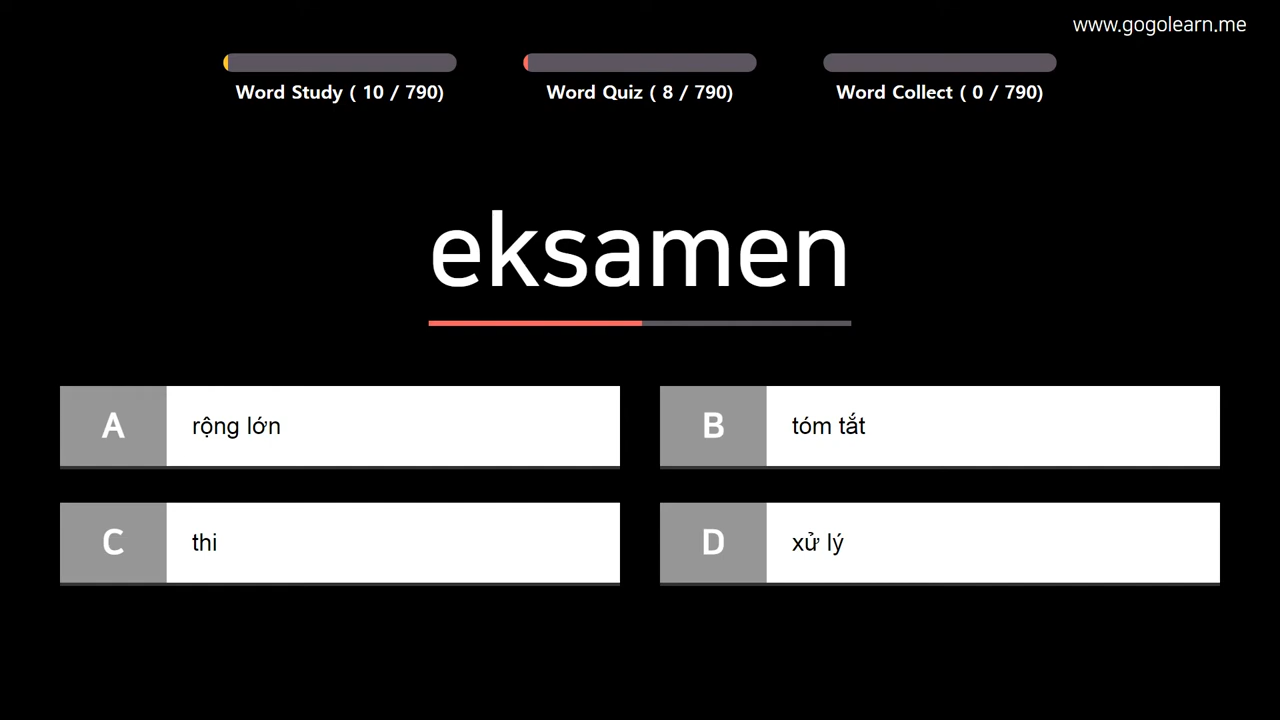 www.gogolearn.me
Word Study ( 10 / 790)
Word Quiz ( 8 / 790)
Word Collect ( 0 / 790)
eksamen
A rộng lớn
B tóm tắt
C thi
D xử lý